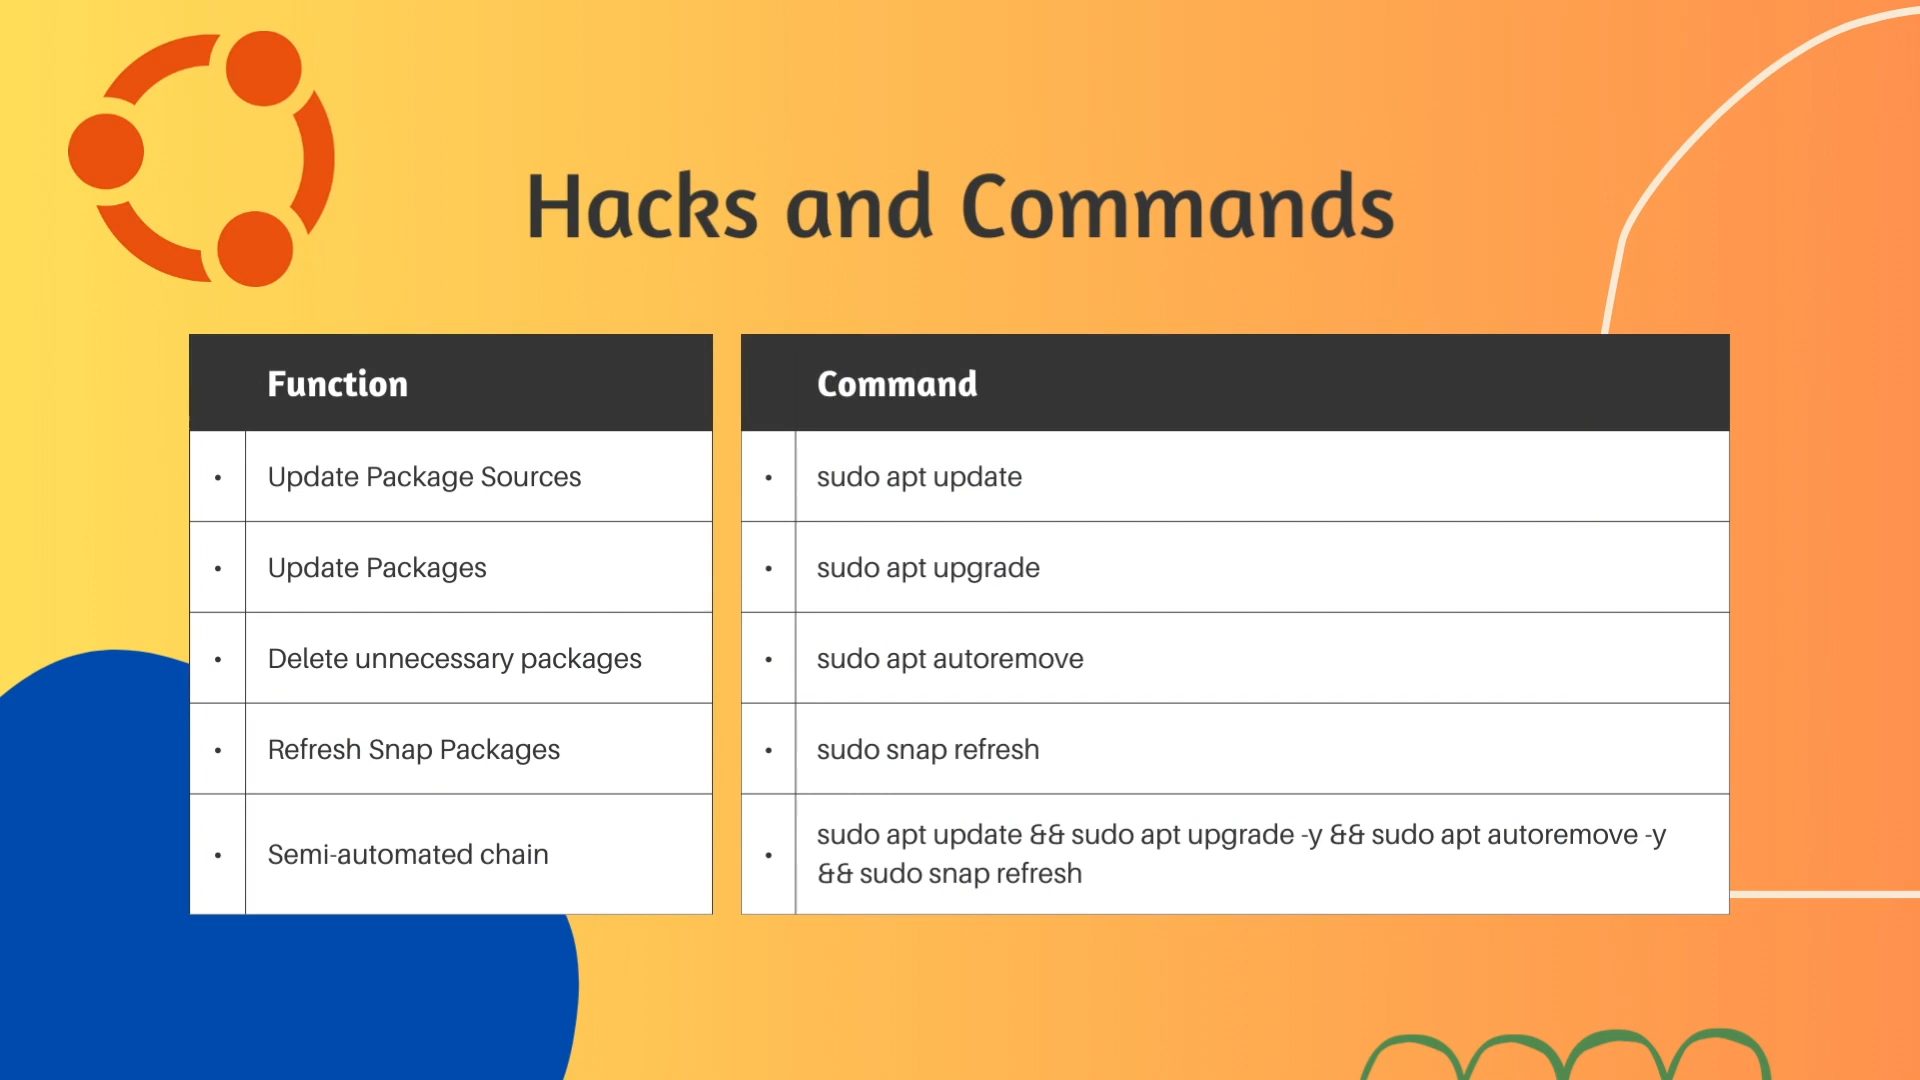 Hacks and Commands
Function
Command
• Update Package Sources
• sudo apt update
• Update Packages
• sudo apt upgrade
• Delete unnecessary packages
• sudo apt autoremove
• Refresh Snap Packages
• sudo snap refresh
• Semi-automated chain
• sudo apt update && sudo apt upgrade -y && sudo apt autoremove -y
&& sudo snap refresh